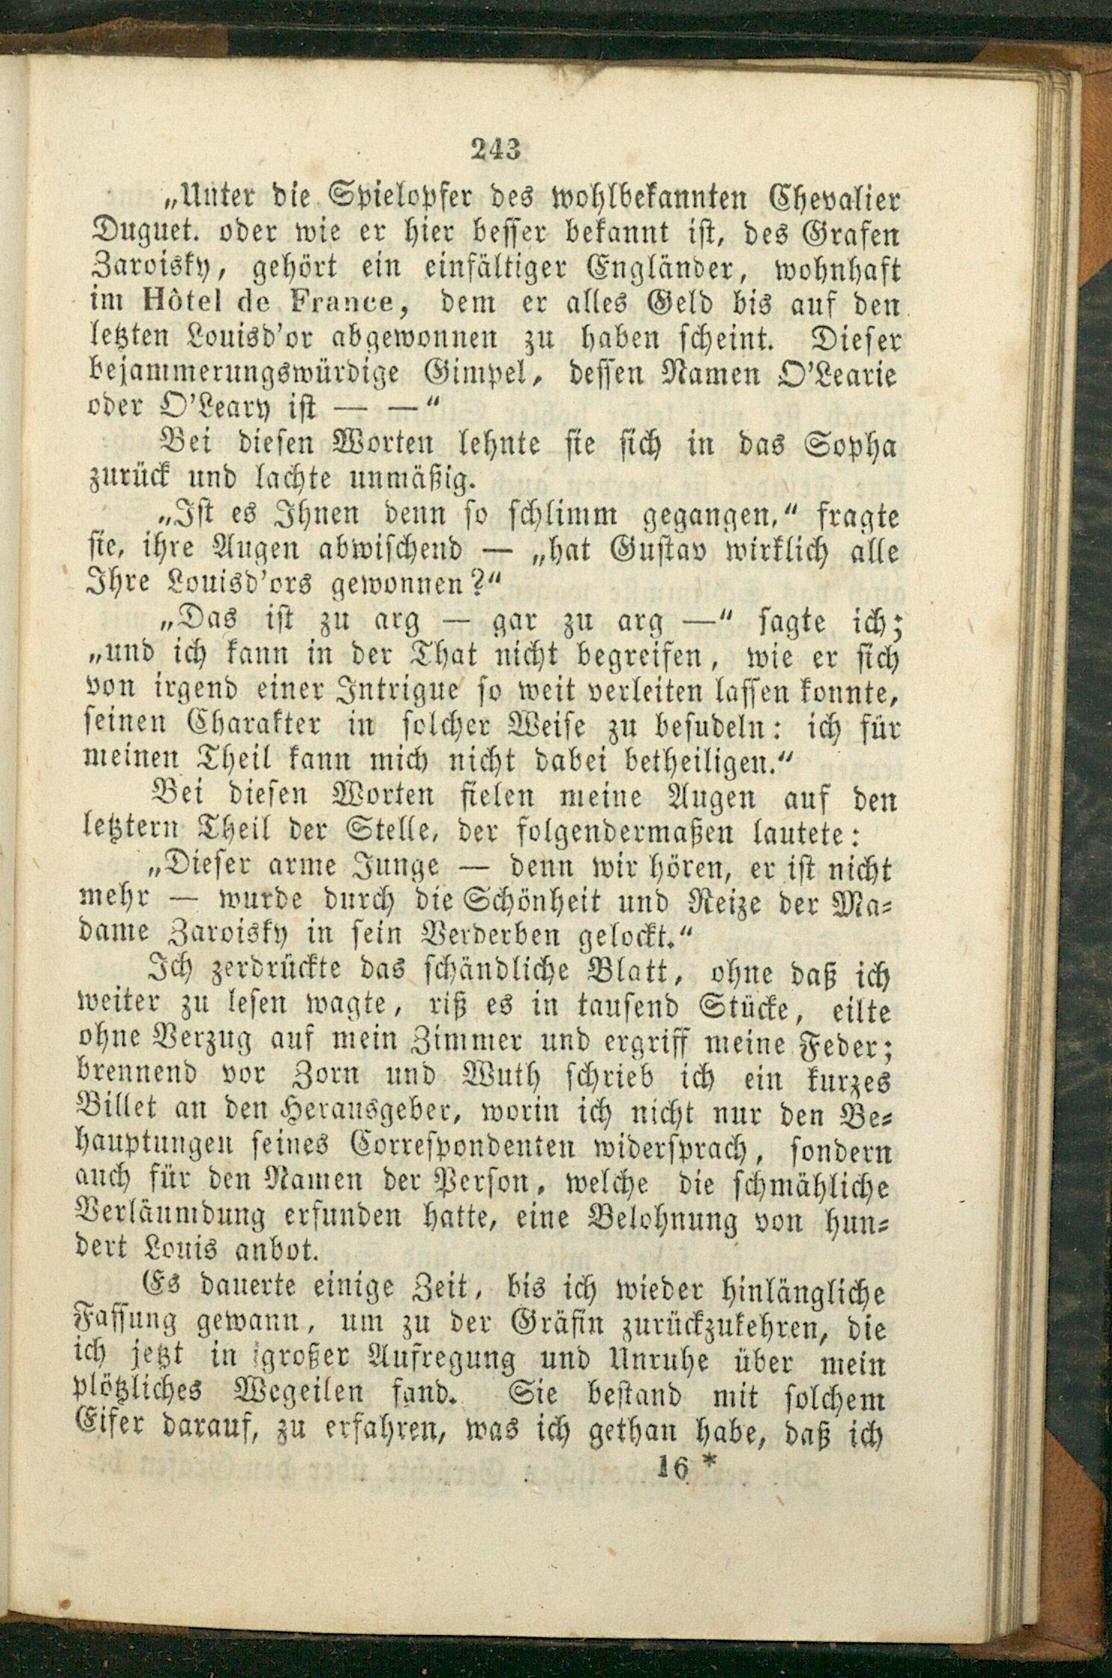 243
„Unter die Spielopfer des wohlbekannten Chevalier
Duguet. oder wie er hier besser bekannt ist, des Grafen
Zaroisky, gehört ein einfältiger Engländer, wohnhaft
im Hôtel de France, dem er alles Geld bis auf den
letzten Louisd'or abgewonnen zu haben scheint. Dieser
bejammerungswürdige Gimpel, dessen Namen O'Learie
oder O'Leary ist — —“
Bei diesen Worten lehnte sie sich in das Sopha
zurück und lachte unmäßig.
„Ist es Ihnen denn so schlimm gegangen,“ fragte
sie, ihre Augen abwischend — „hat Gustav wirklich alle
Ihre Louisd'ors gewonnen?“
„Das ist zu arg — gar zu arg —“ sagte ich;
„und ich kann in der That nicht begreifen, wie er sich
von irgend einer Intrigue so weit verleiten lassen konnte,
seinen Charakter in solcher Weise zu besudeln: ich für
meinen Theil kann mich nicht dabei betheiligen.“
Bei diesen Worten fielen meine Augen auf den
letztern Theil der Stelle, der folgendermaßen lautete:
„Dieser arme Junge — denn wir hören, er ist nicht
mehr — wurde durch die Schönheit und Reize der Ma-
dame Zaroisky in sein Verderben gelockt.“
Ich zerdrückte das schändliche Blatt, ohne daß ich
weiter zu lesen wagte, riß es in tausend Stücke, eilte
ohne Verzug auf mein Zimmer und ergriff meine Feder;
brennend vor Zorn und Wuth schrieb ich ein kurzes
Billet an den Herausgeber, worin ich nicht nur den Be-
hauptungen seines Correspondenten widersprach, sondern
auch für den Namen der Person, welche die schmähliche
Verläumdung erfunden hatte, eine Belohnung von hun-
dert Louis anbot.
Es dauerte einige Zeit, bis ich wieder hinlängliche
Fassung gewann, um zu der Gräfin zurückzukehren, die
ich jetzt in großer Aufregung und Unruhe über mein
plötzliches Wegeilen fand. Sie bestand mit solchem
Eifer darauf, zu erfahren, was ich gethan habe, daß ich
16 *